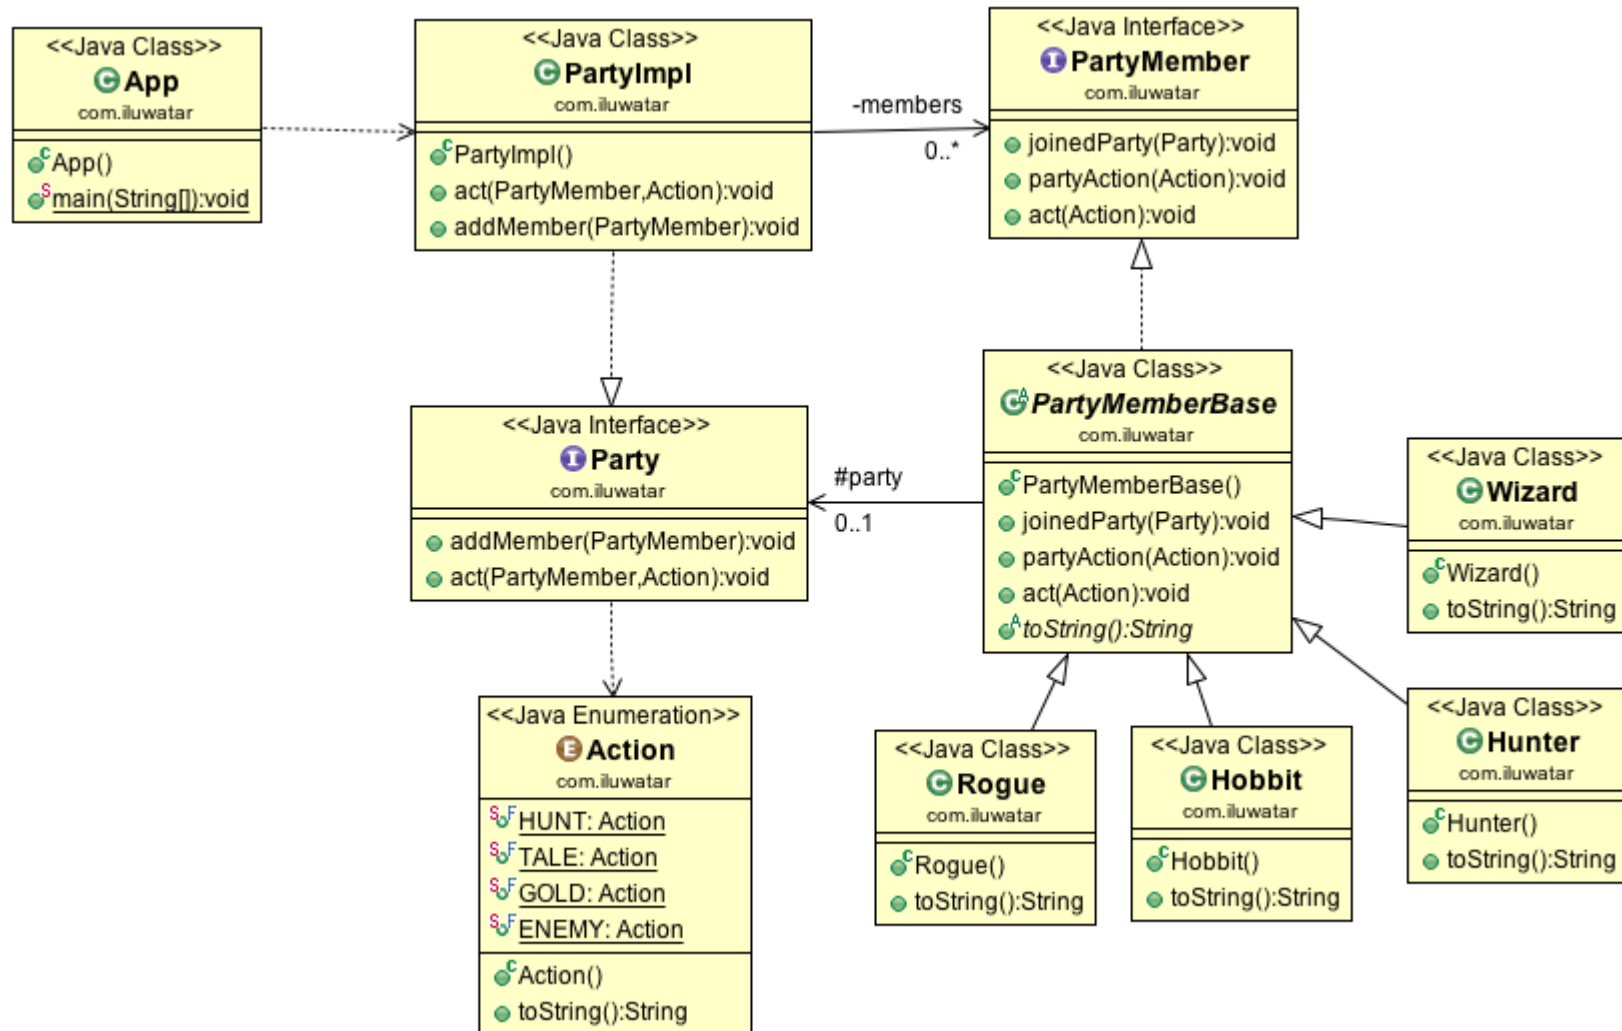 <<Java Class>>
App
com.iluwatar
App()
main(String[]):void
<<Java Class>>
PartyImpl
com.iluwatar
PartyImpl()
act(PartyMember,Action):void
addMember(PartyMember):void
-members
0..*
<<Java Interface>>
PartyMember
com.iluwatar
joinedParty(Party):void
partyAction(Action):void
act(Action):void
<<Java Interface>>
Party
com.iluwatar
addMember(PartyMember):void
act(PartyMember,Action):void
#party
0..1
<<Java Class>>
PartyMemberBase
com.iluwatar
PartyMemberBase()
joinedParty(Party):void
partyAction(Action):void
act(Action):void
toString():String
<<Java Class>>
Wizard
com.iluwatar
Wizard()
toString():String
<<Java Enumeration>>
Action
com.iluwatar
HUNT: Action
TALE: Action
GOLD: Action
ENEMY: Action
Action()
toString():String
<<Java Class>>
Rogue
com.iluwatar
Rogue()
toString():String
<<Java Class>>
Hobbit
com.iluwatar
Hobbit()
toString():String
<<Java Class>>
Hunter
com.iluwatar
Hunter()
toString():String